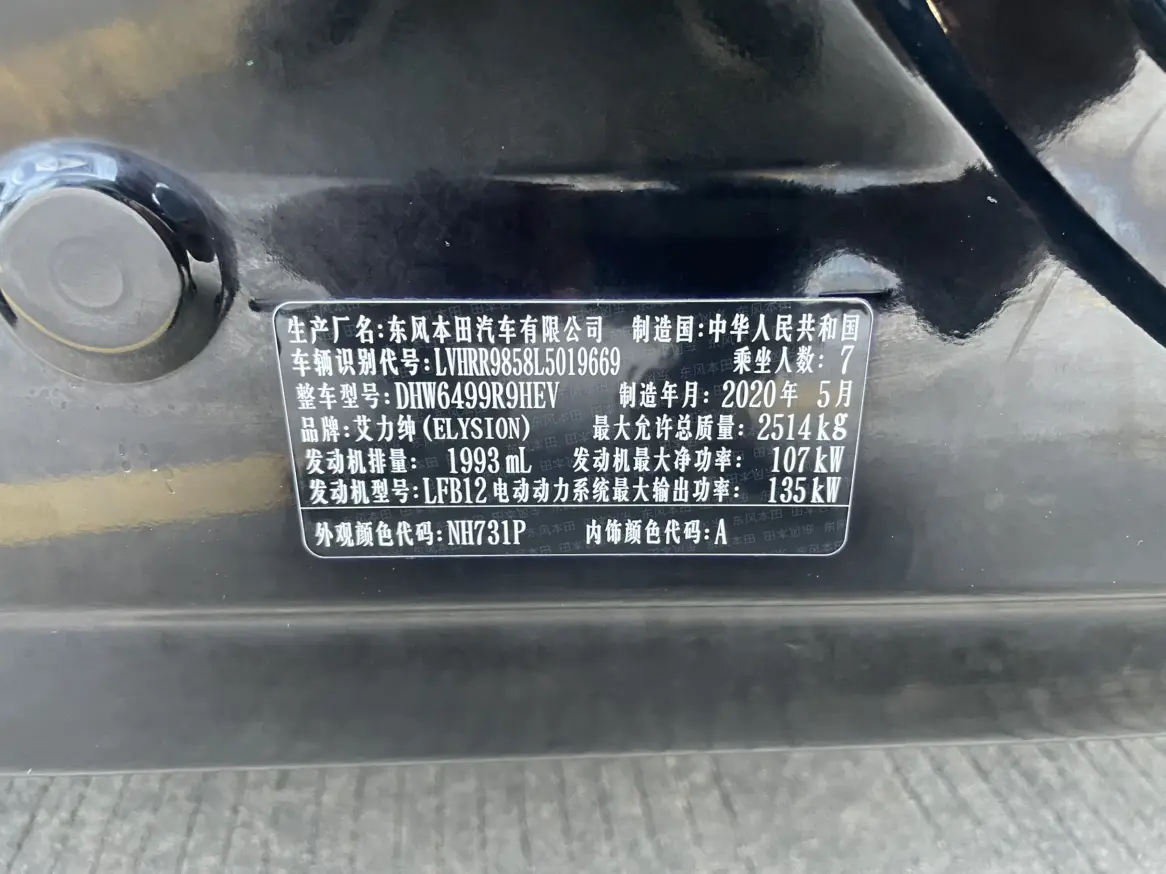 生产厂名:东风本田汽车有限公司 制造国:中华人民共和国
车辆识别代号:LVHRR9858L5019669 乘坐人数: 7
整车型号:DHW6499R9HEV 制造年月: 2020年 5月
品牌:艾力绅(ELYSION) 最大允许总质量: 2514kg
发动机排量: 1993mL 发动机最大净功率: 107kW
发动机型号:LFB12 电动动力系统最大输出功率: 135kW
外观颜色代码:NH731P 内饰颜色代码:A